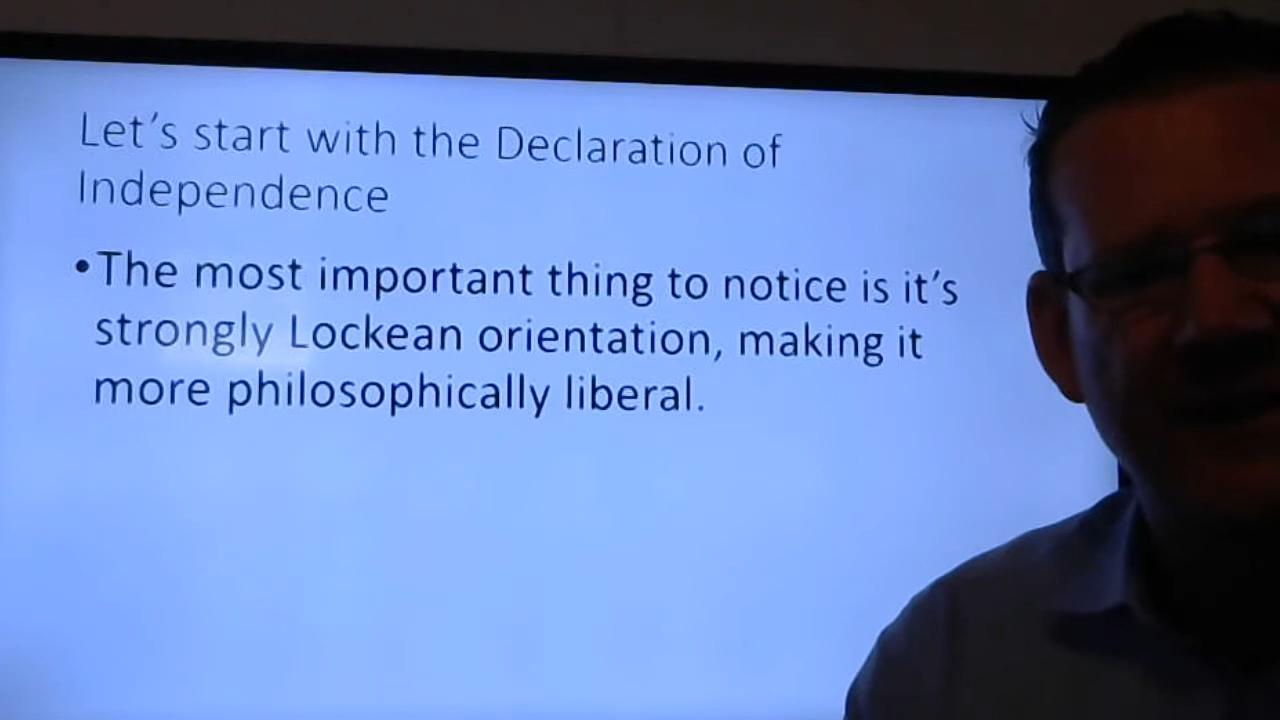 Let's start with the Declaration of
Independence
•The most important thing to notice is it's
strongly Lockean orientation, making it
more philosophically liberal.